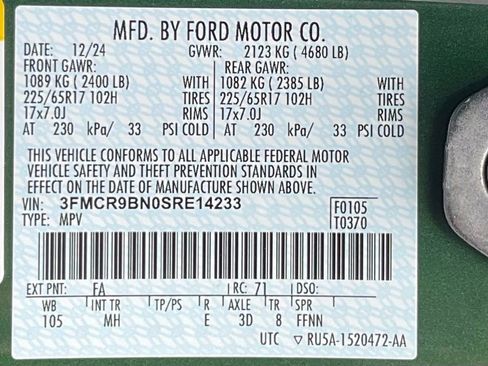 MFD. BY FORD MOTOR CO.
DATE: 12/24 GVWR: 2123 KG ( 4680 LB)
FRONT GAWR: REAR GAWR:
1089 KG ( 2400 LB) WITH 1082 KG ( 2385 LB) WITH
225/65R17 102H TIRES 225/65R17 102H TIRES
17x7.0J RIMS 17x7.0J RIMS
AT 230 kPa/ 33 PSI COLD AT 230 kPa/ 33 PSI COLD
THIS VEHICLE CONFORMS TO ALL APPLICABLE FEDERAL MOTOR
VEHICLE SAFETY AND THEFT PREVENTION STANDARDS IN
EFFECT ON THE DATE OF MANUFACTURE SHOWN ABOVE.
VIN: 3FMCR9BN0SRE14233 F0105
TYPE: MPV T0370
EXT PNT: FA RC: 71 DSO:
WB INT TR TP/PS R AXLE TR SPR
105 MH E 3D 8 FFNN
UTC ▽ RU5A-1520472-AA